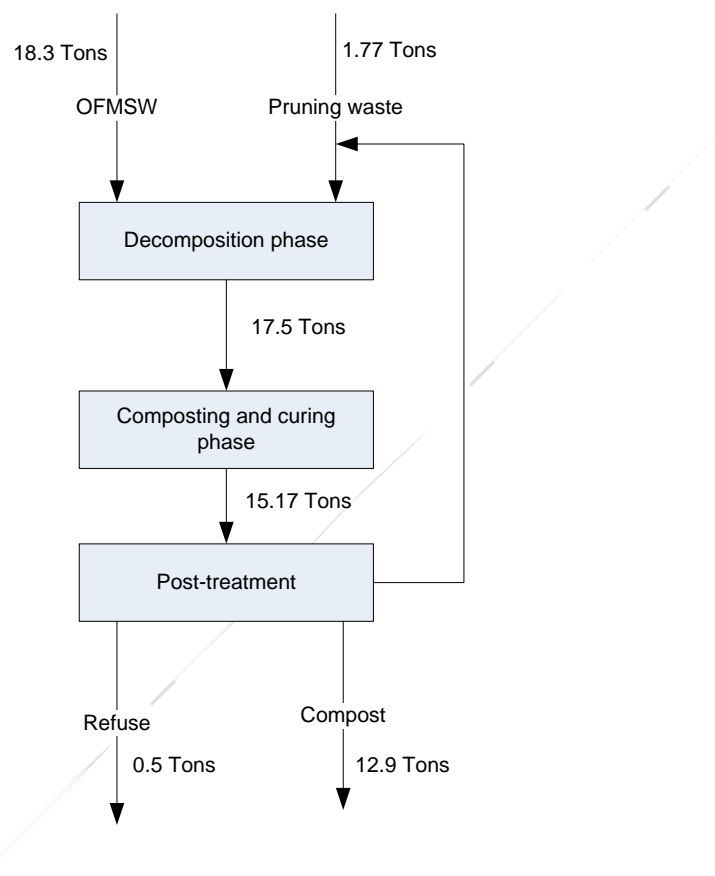 18.3 Tons
1.77 Tons
OFMSW
Pruning waste
Decomposition phase
17.5 Tons
Composting and curing
phase
15.17 Tons
Post-treatment
Refuse
Compost
0.5 Tons
12.9 Tons